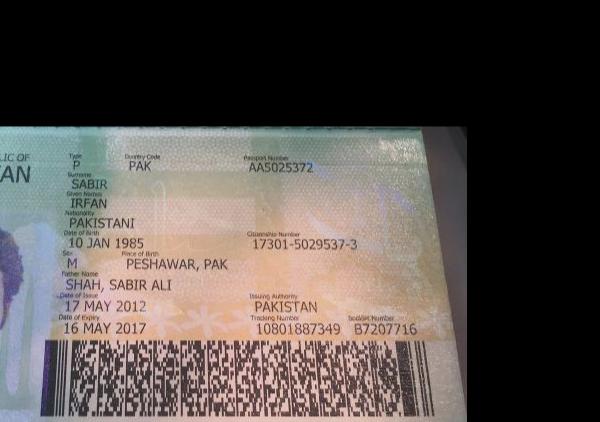 LIC OF
AN
Type Country Code Passport Number
P PAK AA5025372
Surname
SABIR
Given Names
IRFAN
Nationality
PAKISTANI
Date of Birth Citizenship Number
10 JAN 1985 17301-5029537-3
Sex Place of Birth
M PESHAWAR, PAK
Father Name
SHAH, SABIR ALI
Date of Issue Issuing Authority
17 MAY 2012 PAKISTAN
Date of Expiry Tracking Number Booklet Number
16 MAY 2017 10801887349 B7207716